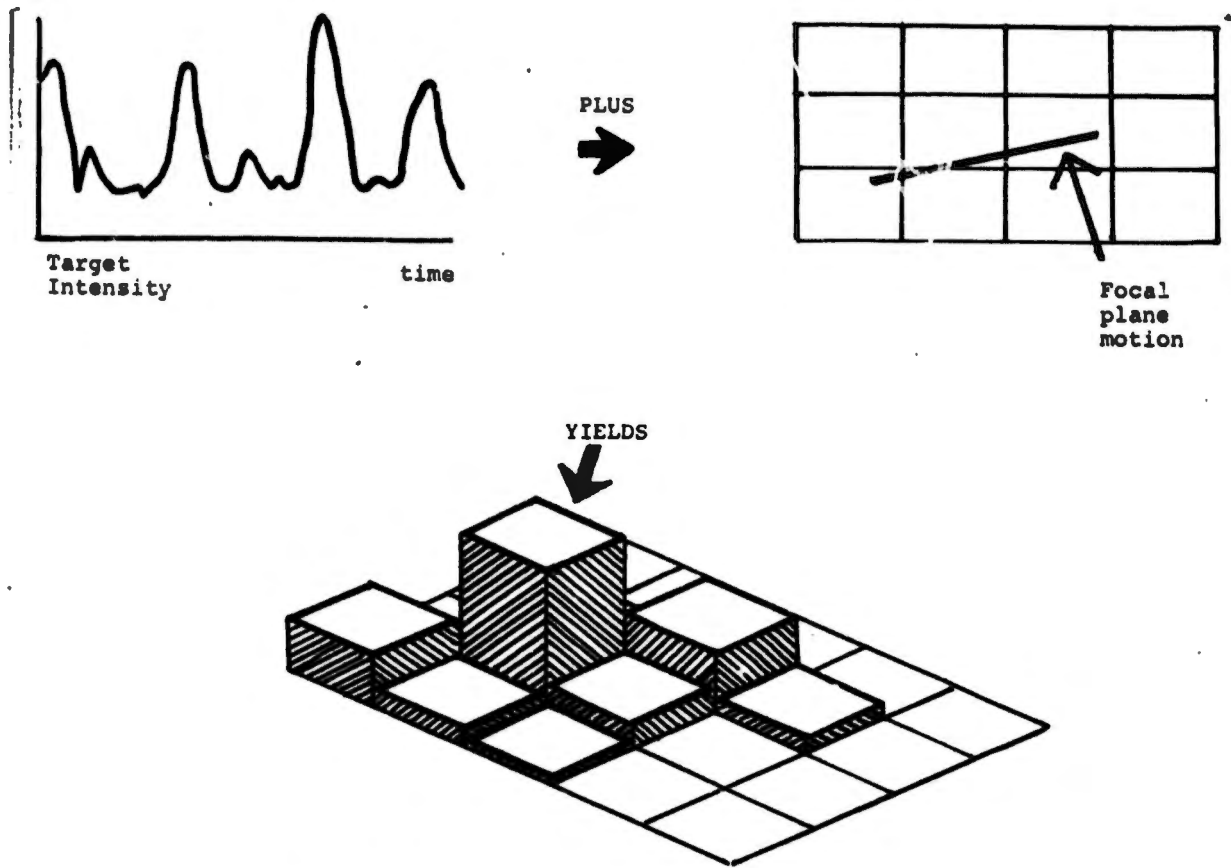 PLUS
Target
Intensity
time
Focal
plane
motion
YIELDS